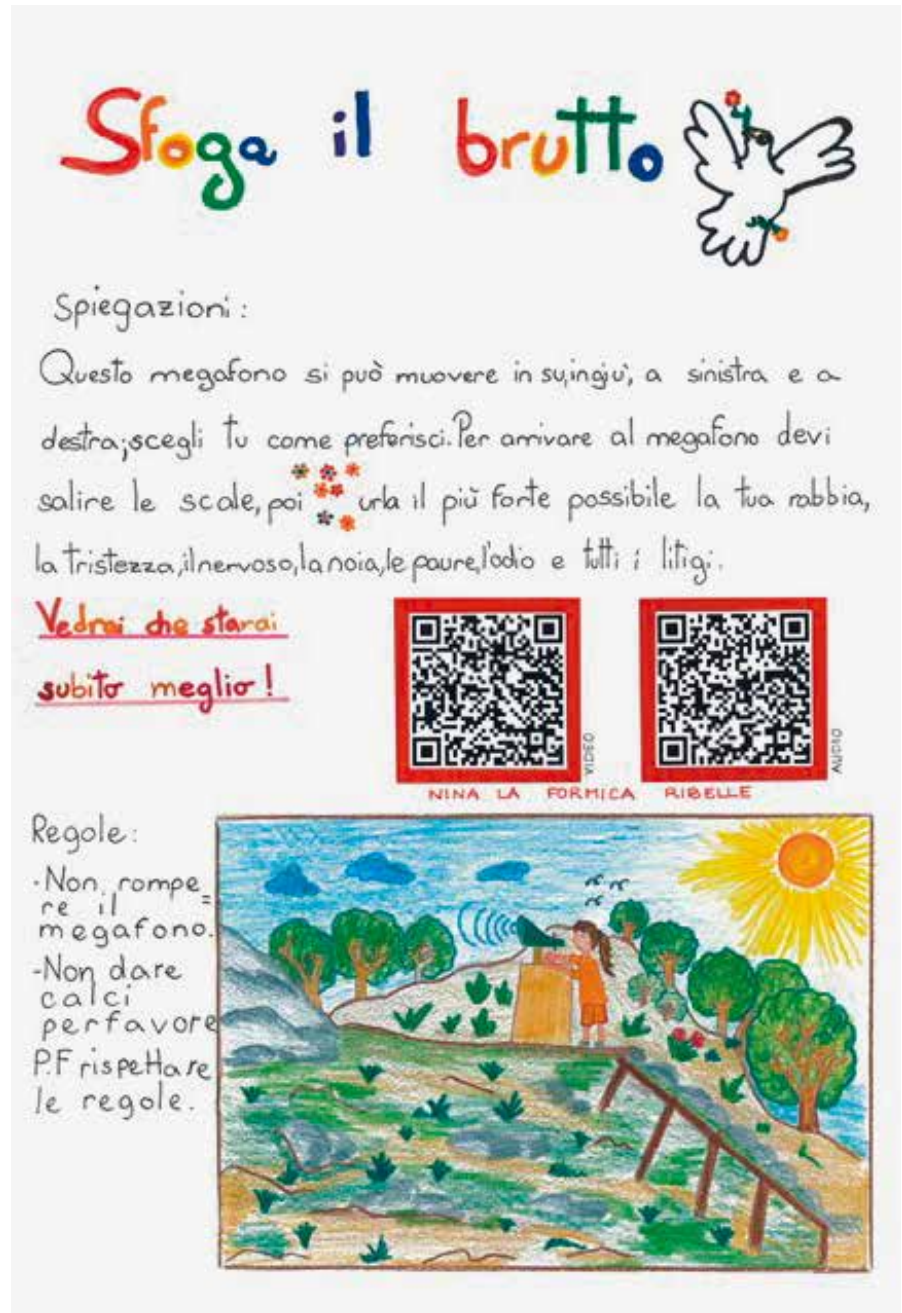 Sfoga il brutto
Spiegazioni:
Questo megafono si può muovere in su,ingiu', a sinistra e a
destra;scegli tu come preferisci. Per arrivare al megafono devi
salire le scale, poi urla il più forte possibile la tua rabbia,
la tristezza,ilnervoso,la noia,le paure,l'odio e tutti i litigi.
Vedrai che starai
subito meglio!
VIDEO
AUDIO
NINA LA FORMICA RIBELLE
Regole:
·Non rompe=
re il
megafono.
-Non dare
calci
perfavore
P.F rispettare
le regole.